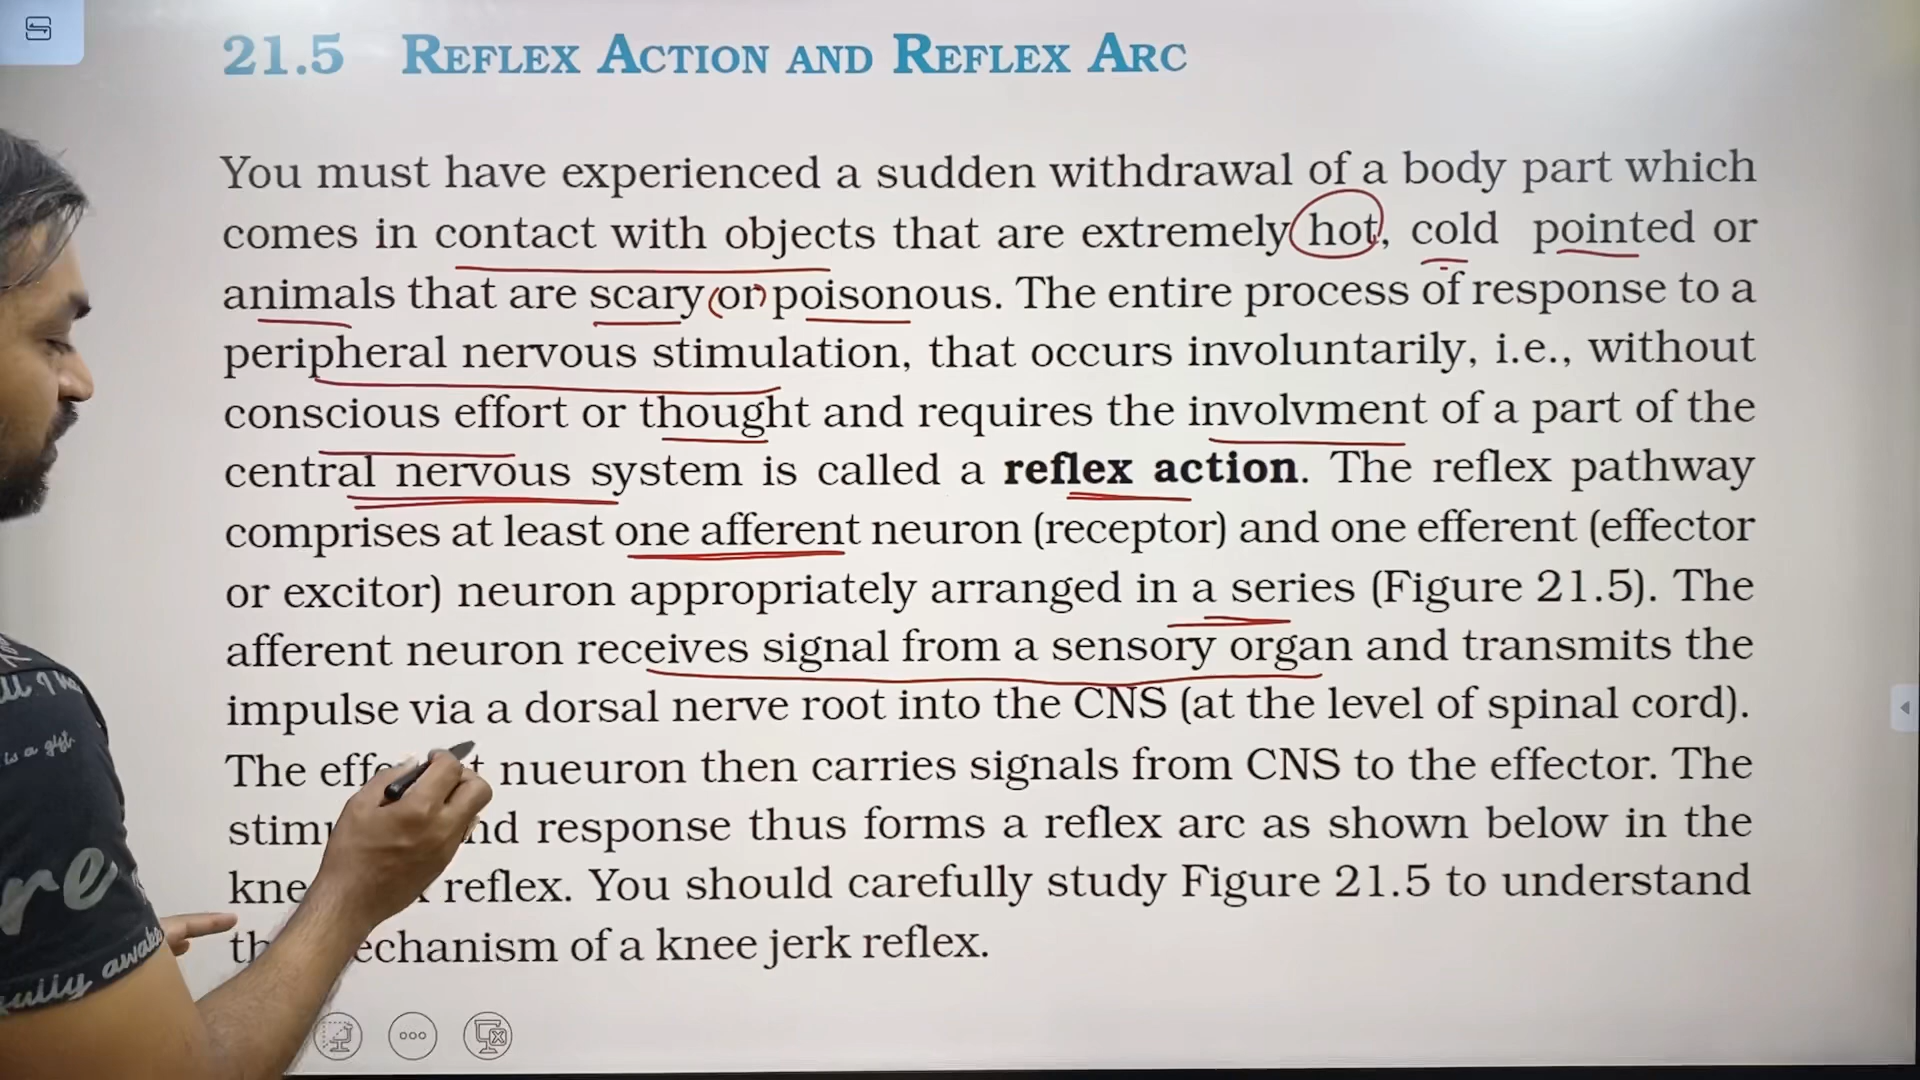 21.5 REFLEX ACTION AND REFLEX ARC
You must have experienced a sudden withdrawal of a body part which
comes in contact with objects that are extremely hot, cold pointed or
animals that are scary or poisonous. The entire process of response to a
peripheral nervous stimulation, that occurs involuntarily, i.e., without
conscious effort or thought and requires the involvment of a part of the
central nervous system is called a reflex action. The reflex pathway
comprises at least one afferent neuron (receptor) and one efferent (effector
or excitor) neuron appropriately arranged in a series (Figure 21.5). The
afferent neuron receives signal from a sensory organ and transmits the
impulse via a dorsal nerve root into the CNS (at the level of spinal cord).
The nueuron then carries signals from CNS to the effector. The
response thus forms a reflex arc as shown below in the
reflex. You should carefully study Figure 21.5 to understand
of a knee jerk reflex.
is a gift
re
fully awake